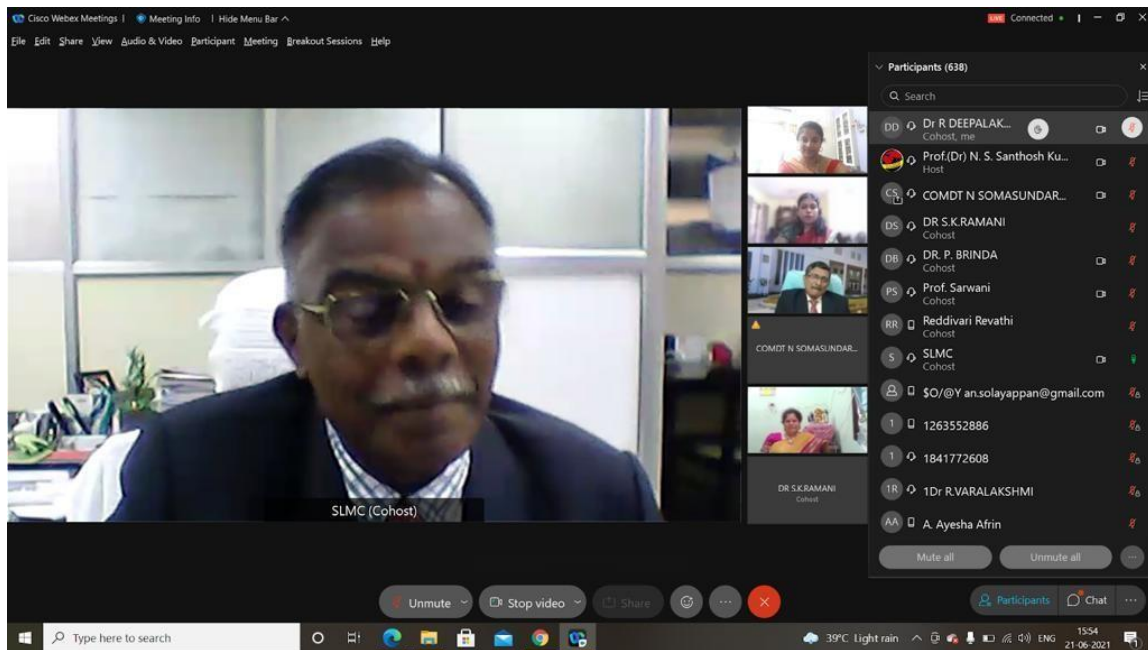 Cisco Webex Meetings | Meeting Info | Hide Menu Bar
Connected
File Edit Share View Audio & Video Participant Meeting Breakout Sessions Help
Participants (638)
Search
DD Dr R DEEPALAK...
Cohost, me
Prof.(Dr) N. S. Santhosh Ku...
Host
CS COMDT N SOMASUNDAR...
DS DR S.K.RAMANI
Cohost
DB DR. P. BRINDA
Cohost
PS Prof. Sarwani
Cohost
RR Reddivari Revathi
Cohost
S SLMC
Cohost
$O/@Y an.solayappan@gmail.com
1 1263552886
1 1841772608
1R 1Dr R.VARALAKSHMI
AA A. Ayesha Afrin
Mute all Unmute all
COMDT N SOMASUNDAR...
DR S.K.RAMANI
Cohost
SLMC (Cohost)
Unmute Stop video Share
Participants Chat
Type here to search
39°C Light rain ENG
15:54
21-06-2021